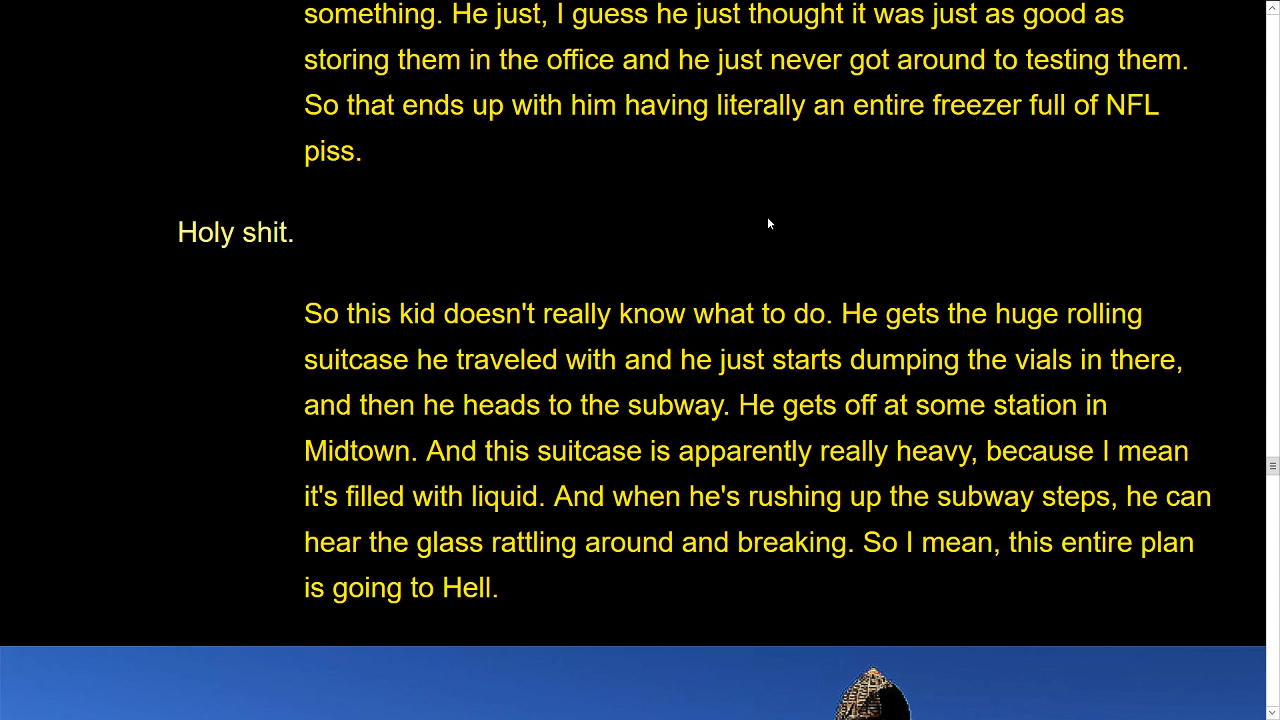 something. He just, I guess he just thought it was just as good as
storing them in the office and he just never got around to testing them.
So that ends up with him having literally an entire freezer full of NFL
piss.
Holy shit.
So this kid doesn't really know what to do. He gets the huge rolling
suitcase he traveled with and he just starts dumping the vials in there,
and then he heads to the subway. He gets off at some station in
Midtown. And this suitcase is apparently really heavy, because I mean
it's filled with liquid. And when he's rushing up the subway steps, he can
hear the glass rattling around and breaking. So I mean, this entire plan
is going to Hell.